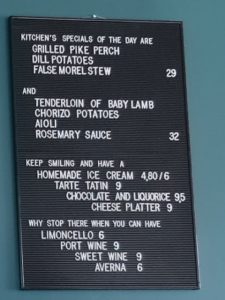 KITCHEN'S SPECIALS OF THE DAY ARE
GRILLED PIKE PERCH
DILL POTATOES
FALSE MOREL STEW 29
AND
TENDERLOIN OF BABY LAMB
CHORIZO POTATOES
AIOLI
ROSEMARY SAUCE 32
KEEP SMILING AND HAVE A
HOMEMADE ICE CREAM 4,80/6
TARTE TATIN 9
CHOCOLATE AND LIQUORICE 9,5
CHEESE PLATTER 9
WHY STOP THERE WHEN YOU CAN HAVE
LIMONCELLO 6
PORT WINE 9
SWEET WINE 9
AVERNA 6